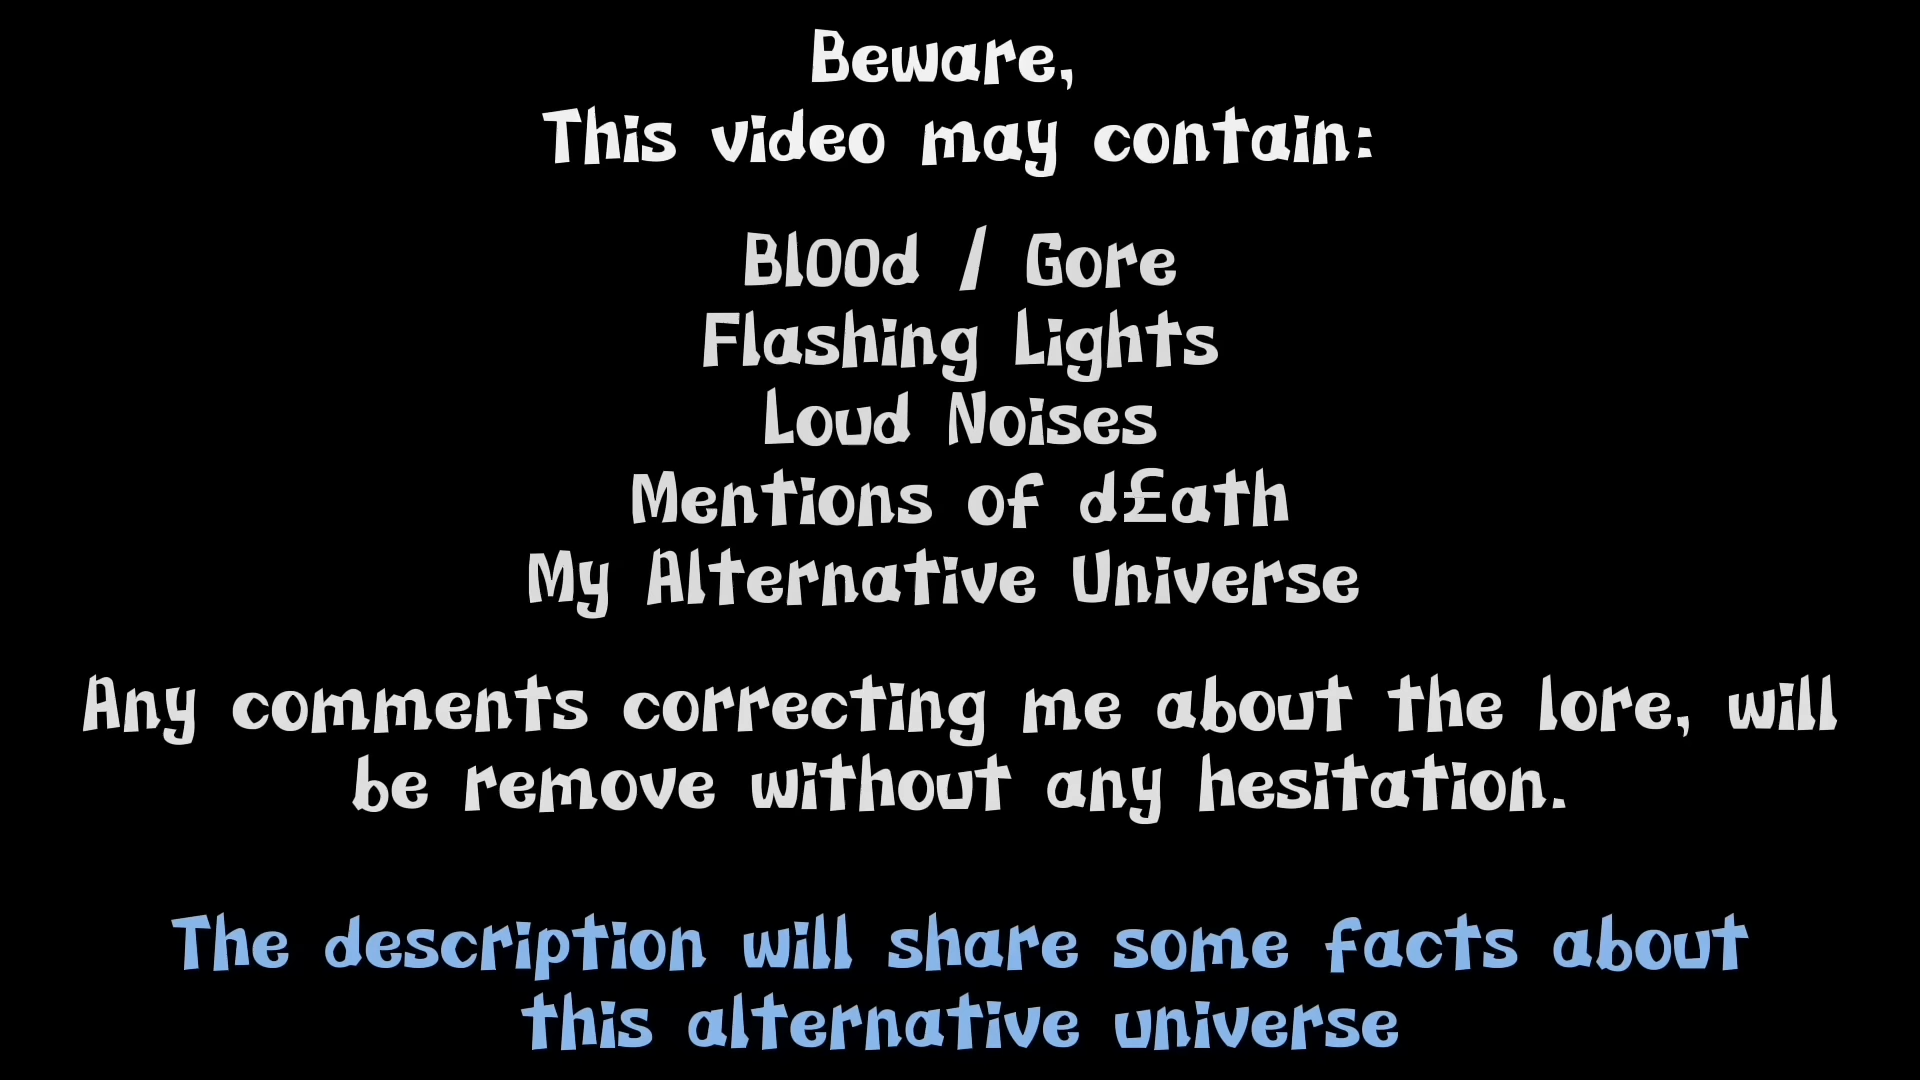 Beware,
This video may contain:
Bl00d / Gore
Flashing Lights
Loud Noises
Mentions of d£ath
My Alternative Universe
Any comments correcting me about the lore, will
be remove without any hesitation.
The description will share some facts about
this alternative universe